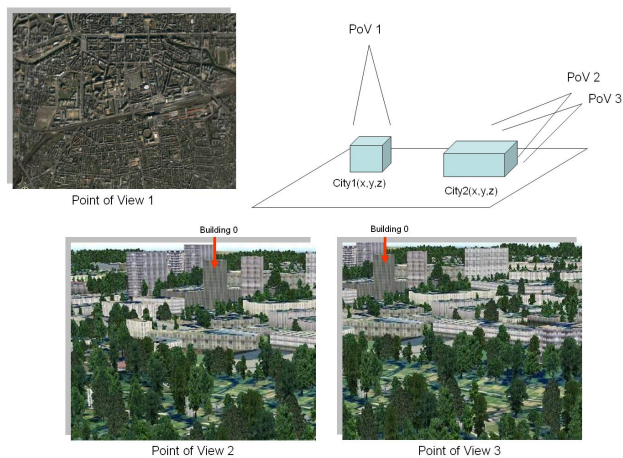 PoV 1
PoV 2
PoV 3
City1(x,y,z)
City2(x,y,z)
Point of View 1
Building 0
Building 0
Point of View 2
Point of View 3